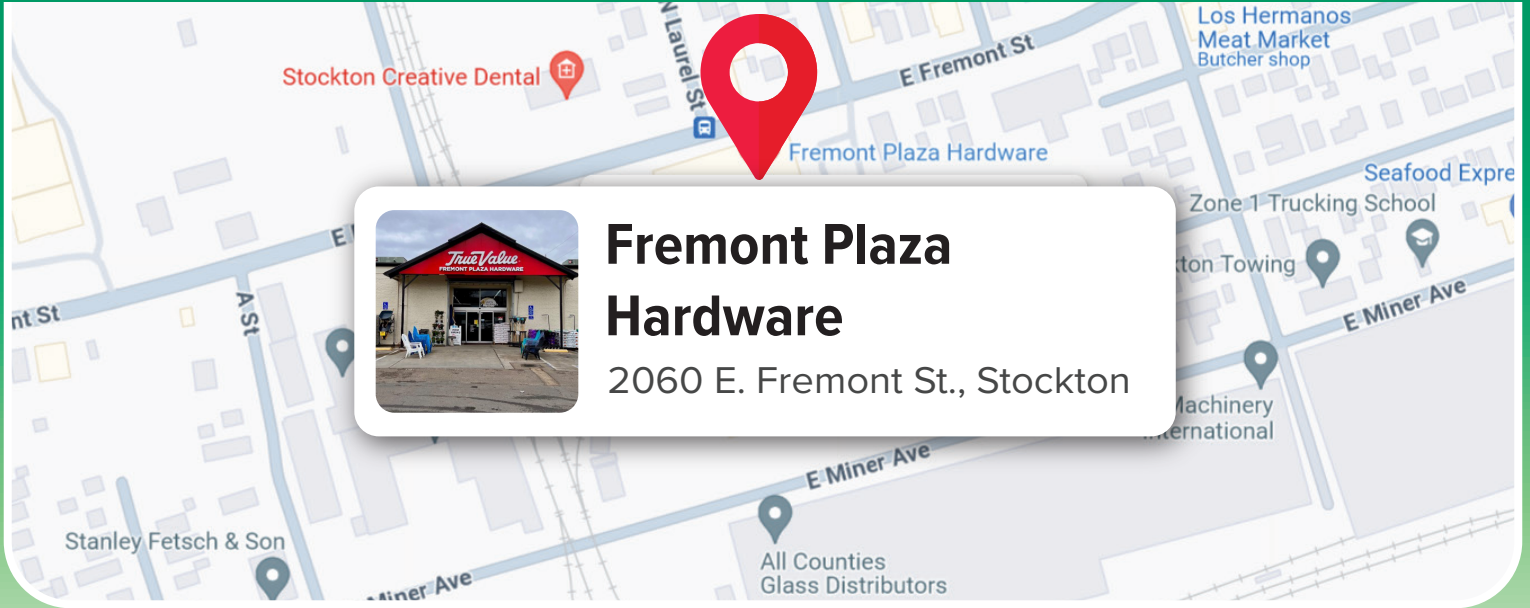 N Laurel St
E Fremont St
Los Hermanos
Meat Market
Butcher shop
Stockton Creative Dental
Fremont Plaza Hardware
Seafood Expre
Zone 1 Trucking School
E
True Value
FREMONT PLAZA HARDWARE
Fremont Plaza
Hardware
2060 E. Fremont St., Stockton
kton Towing
E Miner Ave
nt St
A St
Machinery
International
E Miner Ave
Stanley Fetsch & Son
All Counties
Glass Distributors
Miner Ave